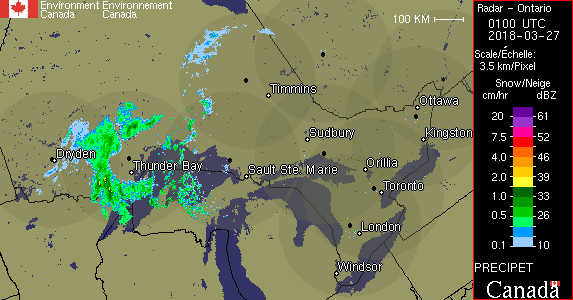 Environment Environnement
Canada Canada
100 KM
Timmins
Ottawa
Sudbury
Kingston
Dryden
Thunder Bay
Sault Ste. Marie
Orillia
Toronto
London
Windsor
Radar - Ontario
0100 UTC
2018-03-27
Scale/Échelle:
3.5 km/Pixel
Snow/Neige
cm/hr dBZ
20 61
9.5 57
7.5 52
4.0 46
2.0 39
1.0 33
0.5 26
0.1 10
PRECIPET
Canada